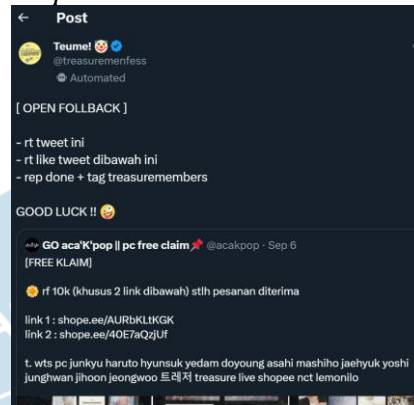 Post
Teume! 🤡
@treasuremenfess
Automated
[ OPEN FOLLBACK ]
- rt tweet ini
- rt like tweet dibawah ini
- rep done + tag treasuremembers
GOOD LUCK !! 🤪
GO aca'K'pop || pc free claim📌 @acakpop · Sep 6
[FREE KLAIM]
🌼 rf 10k (khusus 2 link dibawah) stlh pesanan diterima
link 1 : shope.ee/AURbKLtKGK
link 2 : shope.ee/40E7aQzjUf
t. wts pc junkyu haruto hyunsuk yedam doyoung asahi mashiho jaehyuk yoshi
junghwan jihoon jeongwoo 트레저 treasure live shopee nct lemonilo